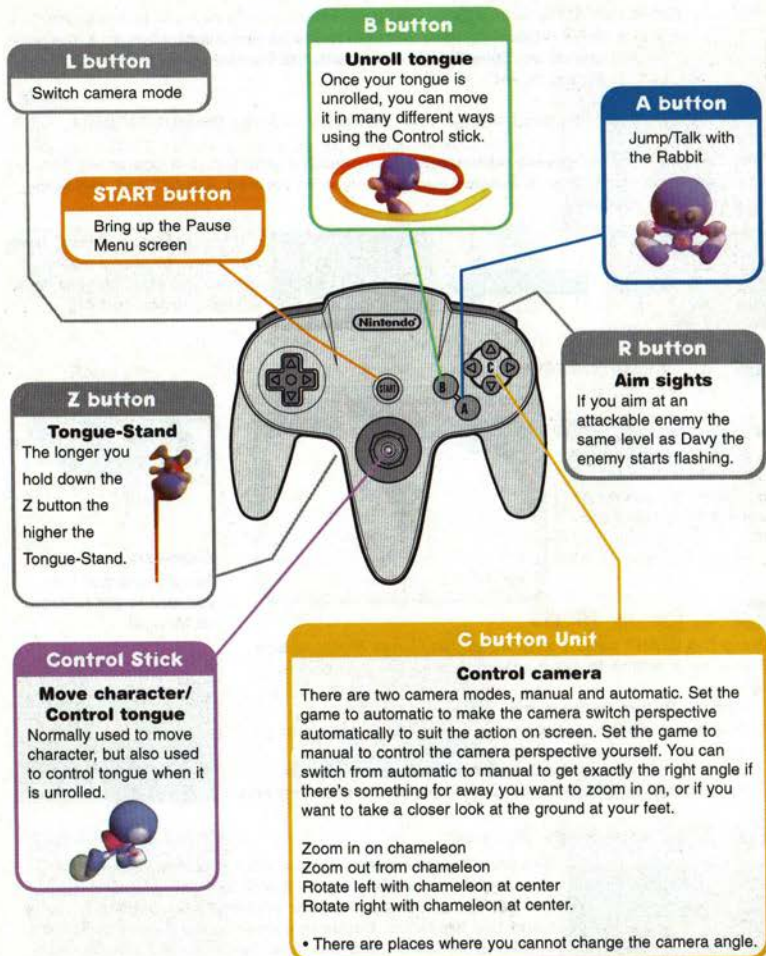 B button
Unroll tongue
Once your tongue is
unrolled, you can move
it in many different ways
using the Control stick.
L button
Switch camera mode
A button
Jump/Talk with
the Rabbit
START button
Bring up the Pause
Menu screen
Nintendo
START
B
A
C
R button
Aim sights
If you aim at an
attackable enemy the
same level as Davy the
enemy starts flashing.
Z button
Tongue-Stand
The longer you
hold down the
Z button the
higher the
Tongue-Stand.
Control Stick
Move character/
Control tongue
Normally used to move
character, but also used
to control tongue when it
is unrolled.
C button Unit
Control camera
There are two camera modes, manual and automatic. Set the
game to automatic to make the camera switch perspective
automatically to suit the action on screen. Set the game to
manual to control the camera perspective yourself. You can
switch from automatic to manual to get exactly the right angle if
there's something for away you want to zoom in on, or if you
want to take a closer look at the ground at your feet.
Zoom in on chameleon
Zoom out from chameleon
Rotate left with chameleon at center
Rotate right with chameleon at center.
• There are places where you cannot change the camera angle.